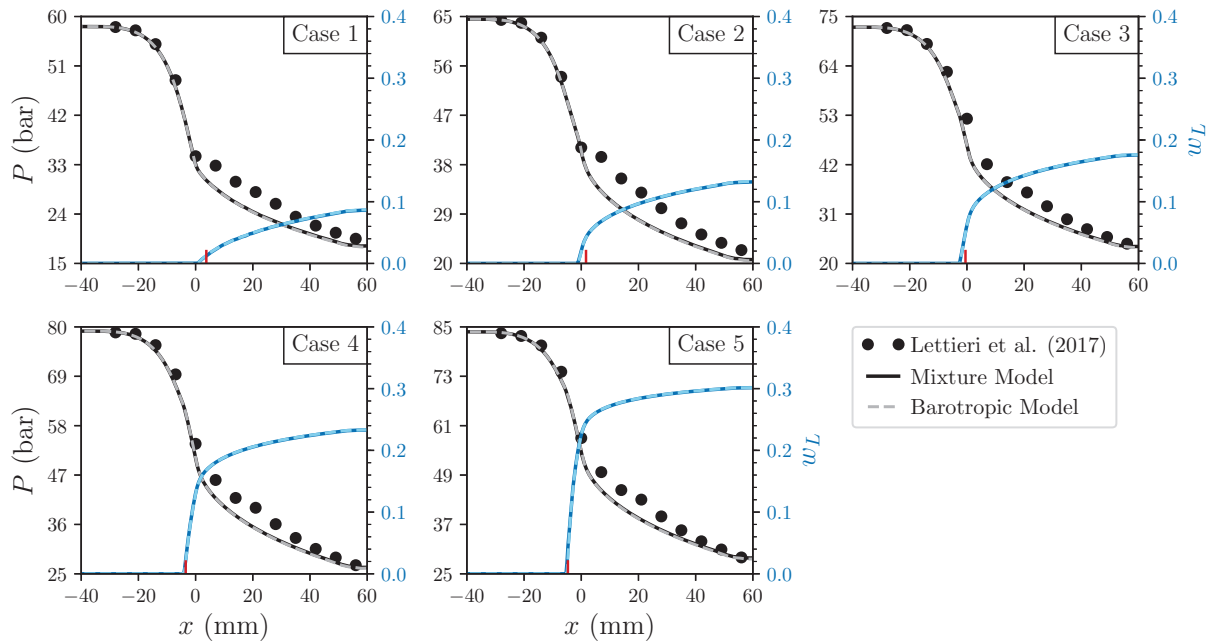 60
51
42
33
24
15
P (bar)
−40 −20 0 20 40 60
Case 1
0.4
0.3
0.2
0.1
0.0
65
56
47
38
29
20
−40 −20 0 20 40 60
Case 2
0.4
0.3
0.2
0.1
0.0
75
64
53
42
31
20
−40 −20 0 20 40 60
Case 3
0.4
0.3
0.2
0.1
0.0
w_L
80
69
58
47
36
25
P (bar)
−40 −20 0 20 40 60
x (mm)
Case 4
0.4
0.3
0.2
0.1
0.0
85
73
61
49
37
25
−40 −20 0 20 40 60
x (mm)
Case 5
0.4
0.3
0.2
0.1
0.0
w_L
Lettieri et al. (2017)
Mixture Model
Barotropic Model